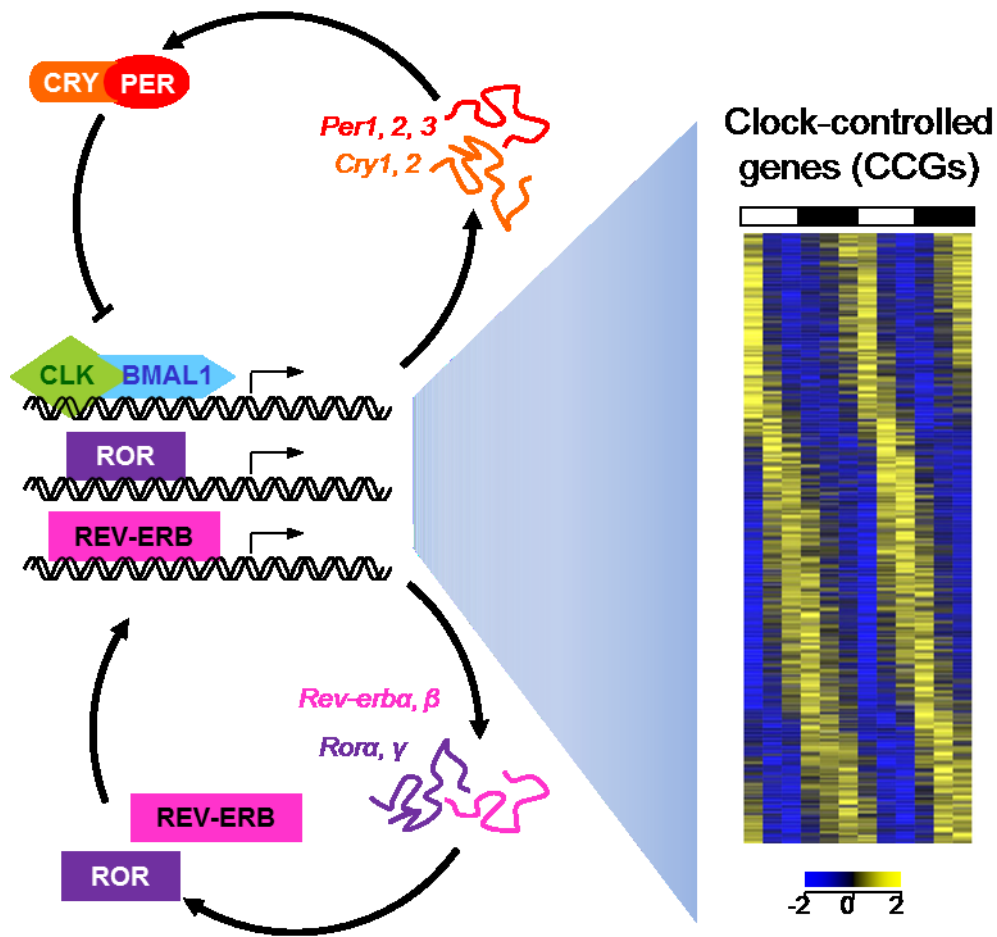 CRY PER
Per1, 2, 3
Cry1, 2
CLK BMAL1
ROR
REV-ERB
Rev-erbα, β
Rorα, γ
REV-ERB
ROR
Clock-controlled
genes (CCGs)
-2 0 2